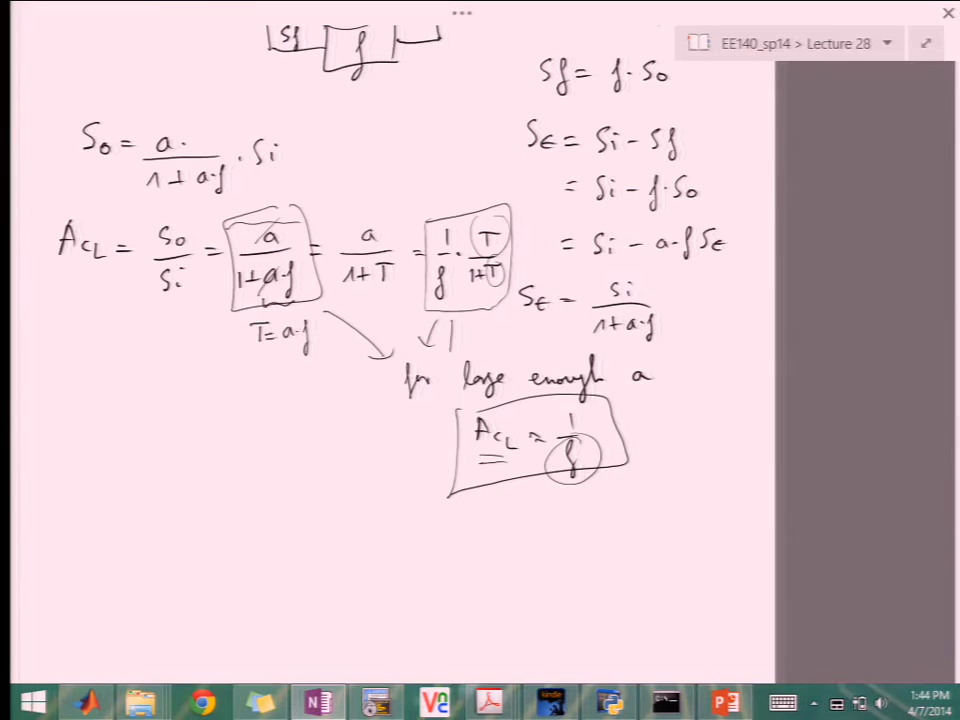 EE140_sp14 > Lecture 28
Sf f
Sf = f · So
So = a · / 1 + a·f · Si
Sε = Si - Sf
= Si - f·So
= Si - a·f Sε
ACL = So / Si = a / 1+a·f = a / 1+T = 1 / f · T / 1+T
Sε = Si / 1+a·f
T = a·f
for large enough a
ACL ≈ 1 / f
1:44 PM
4/7/2014